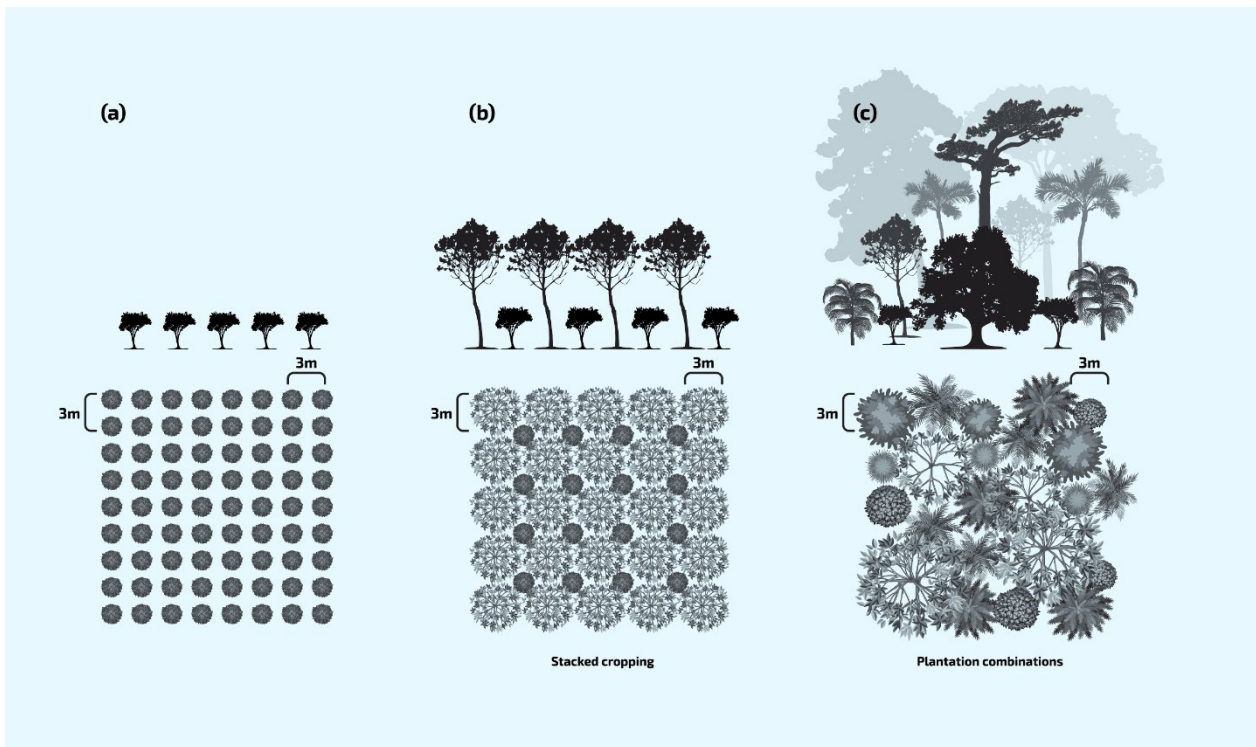 (a)
(b)
(c)
3m
3m
3m
3m
3m
3m
Stacked cropping
Plantation combinations